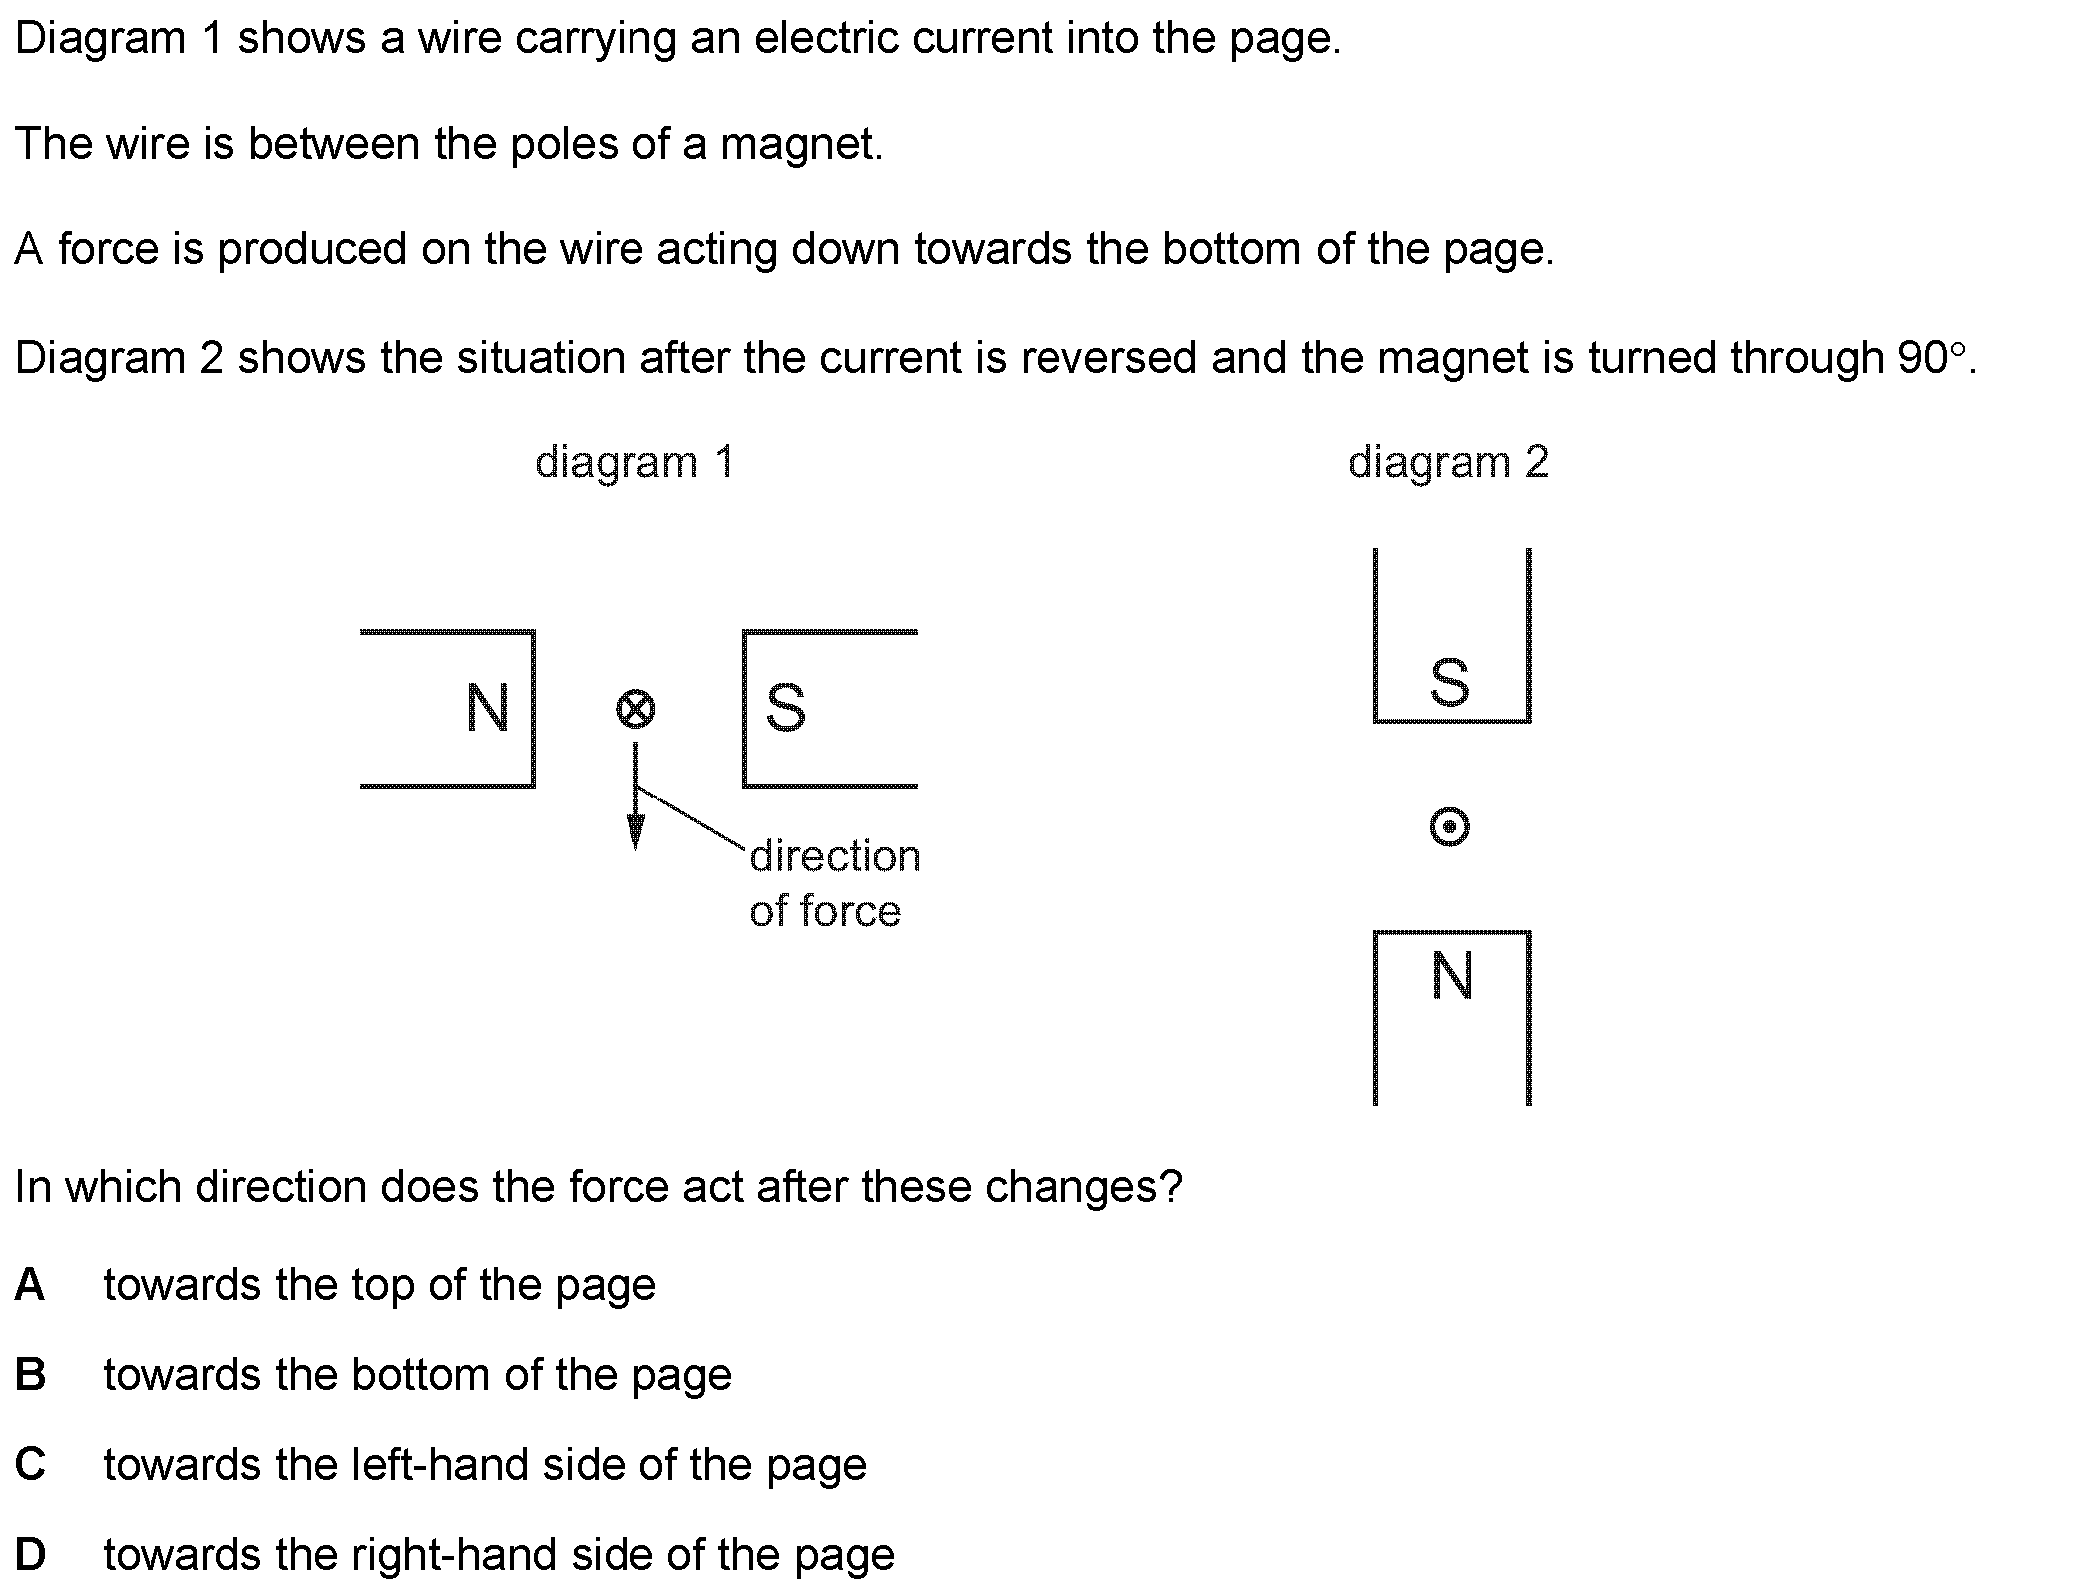 Diagram 1 shows a wire carrying an electric current into the page.
The wire is between the poles of a magnet.
A force is produced on the wire acting down towards the bottom of the page.
Diagram 2 shows the situation after the current is reversed and the magnet is turned through 90°.
diagram 1
diagram 2
N
S
direction
of force
S
N
In which direction does the force act after these changes?
A towards the top of the page
B towards the bottom of the page
C towards the left-hand side of the page
D towards the right-hand side of the page